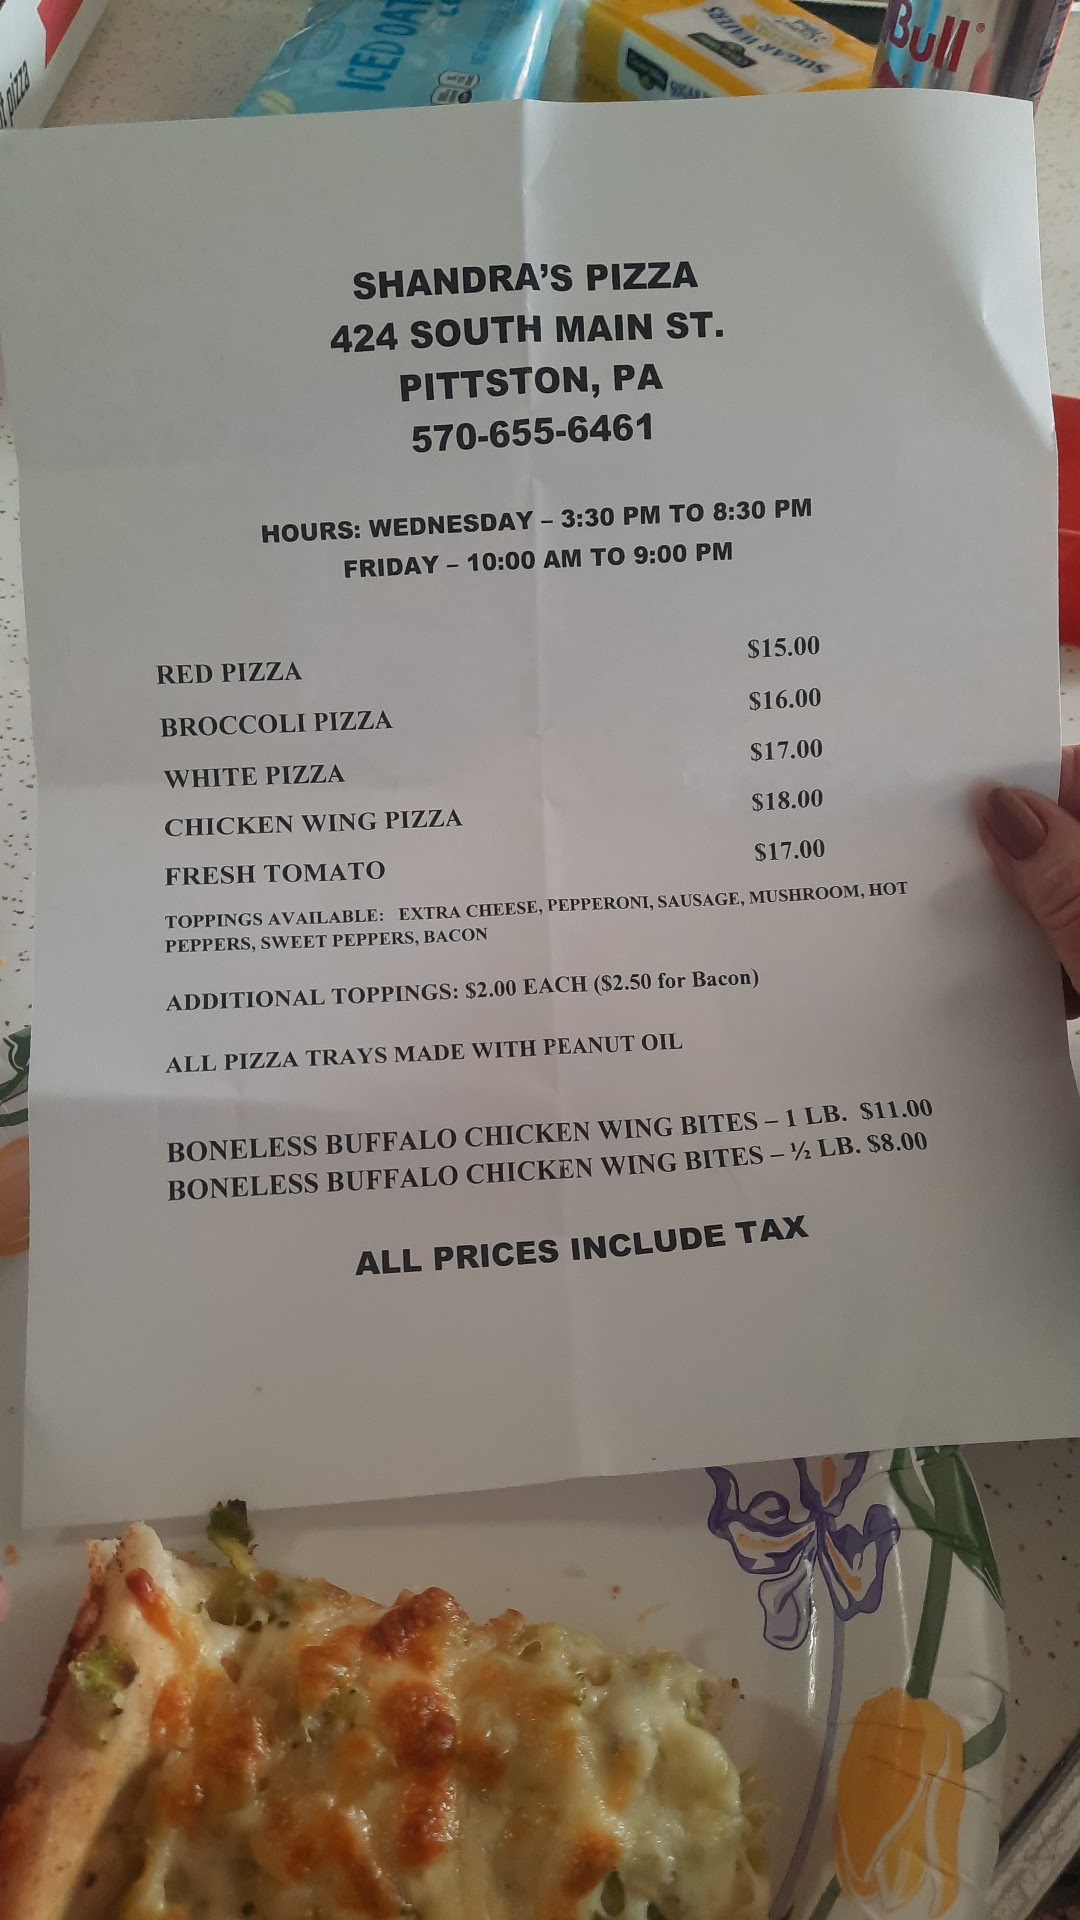 t pizza
ICED OAT
SUGAR WAFERS
SUGAR
Bull
SHANDRA'S PIZZA
424 SOUTH MAIN ST.
PITTSTON, PA
570-655-6461
HOURS: WEDNESDAY – 3:30 PM TO 8:30 PM
FRIDAY – 10:00 AM TO 9:00 PM
RED PIZZA $15.00
BROCCOLI PIZZA $16.00
WHITE PIZZA $17.00
CHICKEN WING PIZZA $18.00
FRESH TOMATO $17.00
TOPPINGS AVAILABLE: EXTRA CHEESE, PEPPERONI, SAUSAGE, MUSHROOM, HOT
PEPPERS, SWEET PEPPERS, BACON
ADDITIONAL TOPPINGS: $2.00 EACH ($2.50 for Bacon)
ALL PIZZA TRAYS MADE WITH PEANUT OIL
BONELESS BUFFALO CHICKEN WING BITES – 1 LB. $11.00
BONELESS BUFFALO CHICKEN WING BITES – ½ LB. $8.00
ALL PRICES INCLUDE TAX